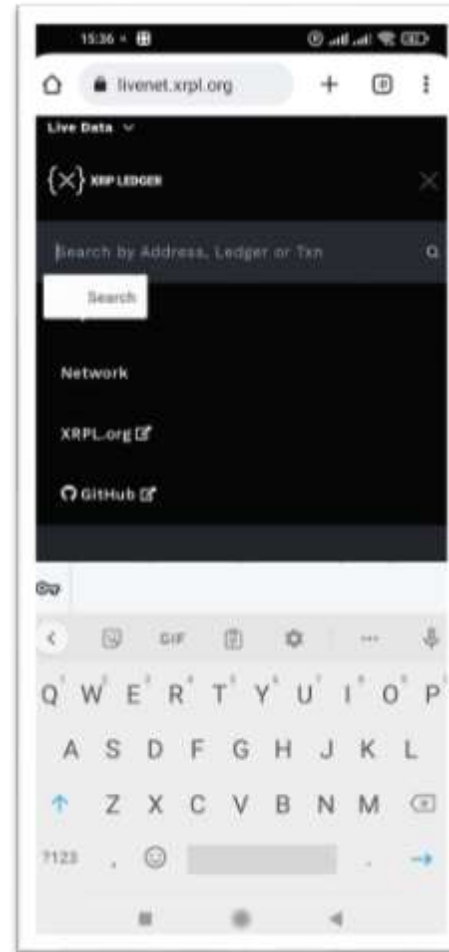 15:36
livenet.xrpl.org
Live Data
{X} XRP LEDGER
Search by Address, Ledger or Txn
Search
Network
XRPL.org
GitHub
GIF
Q W E R T Y U I O P
A S D F G H J K L
Z X C V B N M
?123 , .